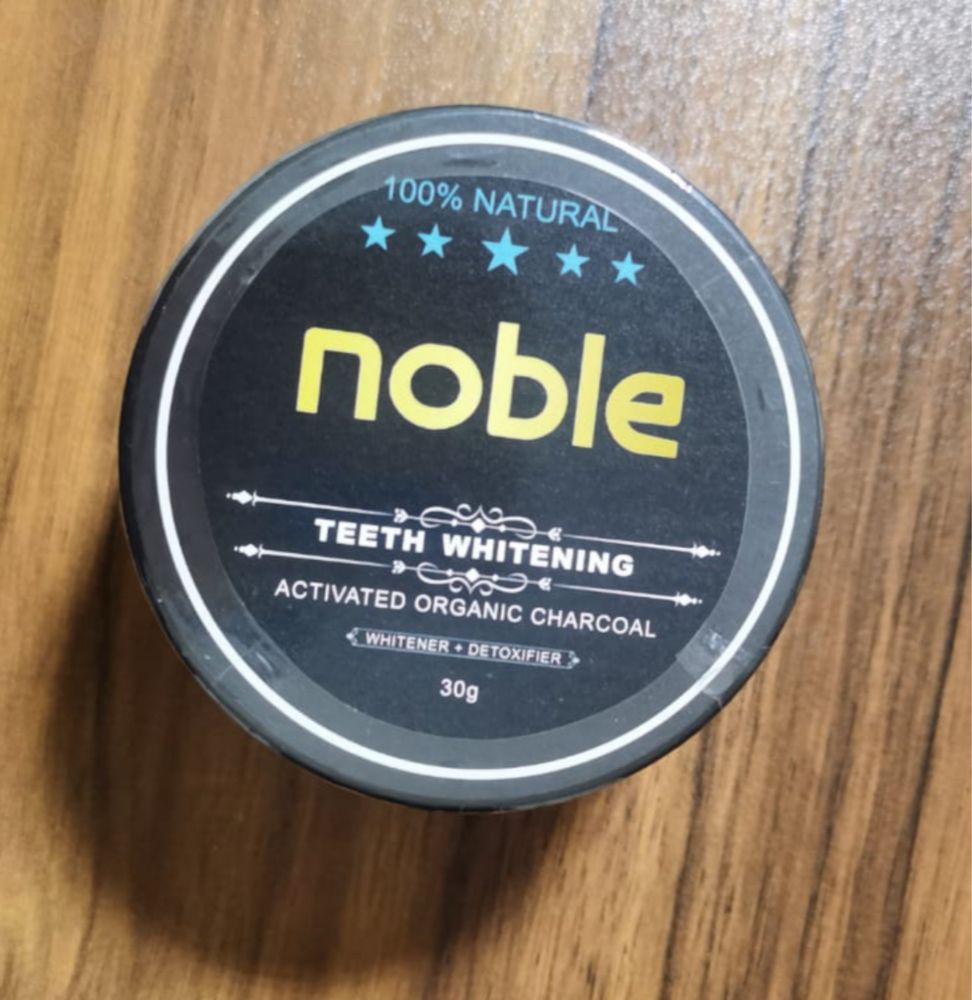 100% NATURAL
noble
TEETH WHITENING
ACTIVATED ORGANIC CHARCOAL
WHITENER + DETOXIFIER
30g